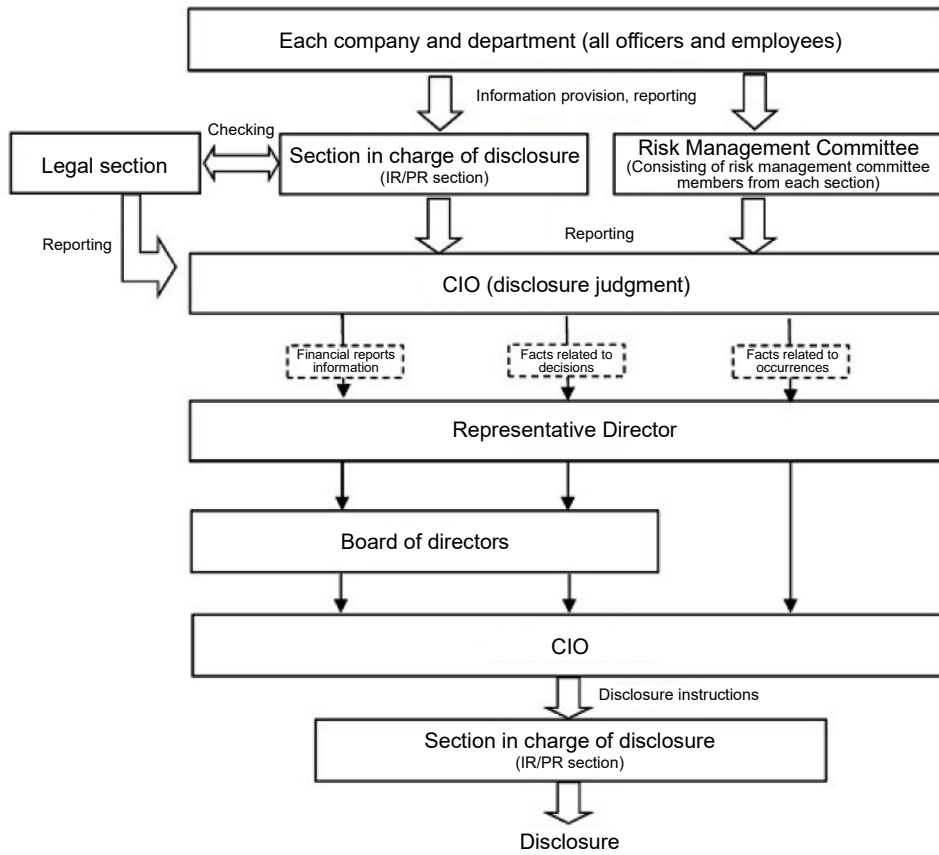 Each company and department (all officers and employees)
Information provision, reporting
Checking
Legal section
Section in charge of disclosure
(IR/PR section)
Risk Management Committee
(Consisting of risk management committee
members from each section)
Reporting
Reporting
CIO (disclosure judgment)
Financial reports
information
Facts related to
decisions
Facts related to
occurrences
Representative Director
Board of directors
CIO
Disclosure instructions
Section in charge of disclosure
(IR/PR section)
Disclosure